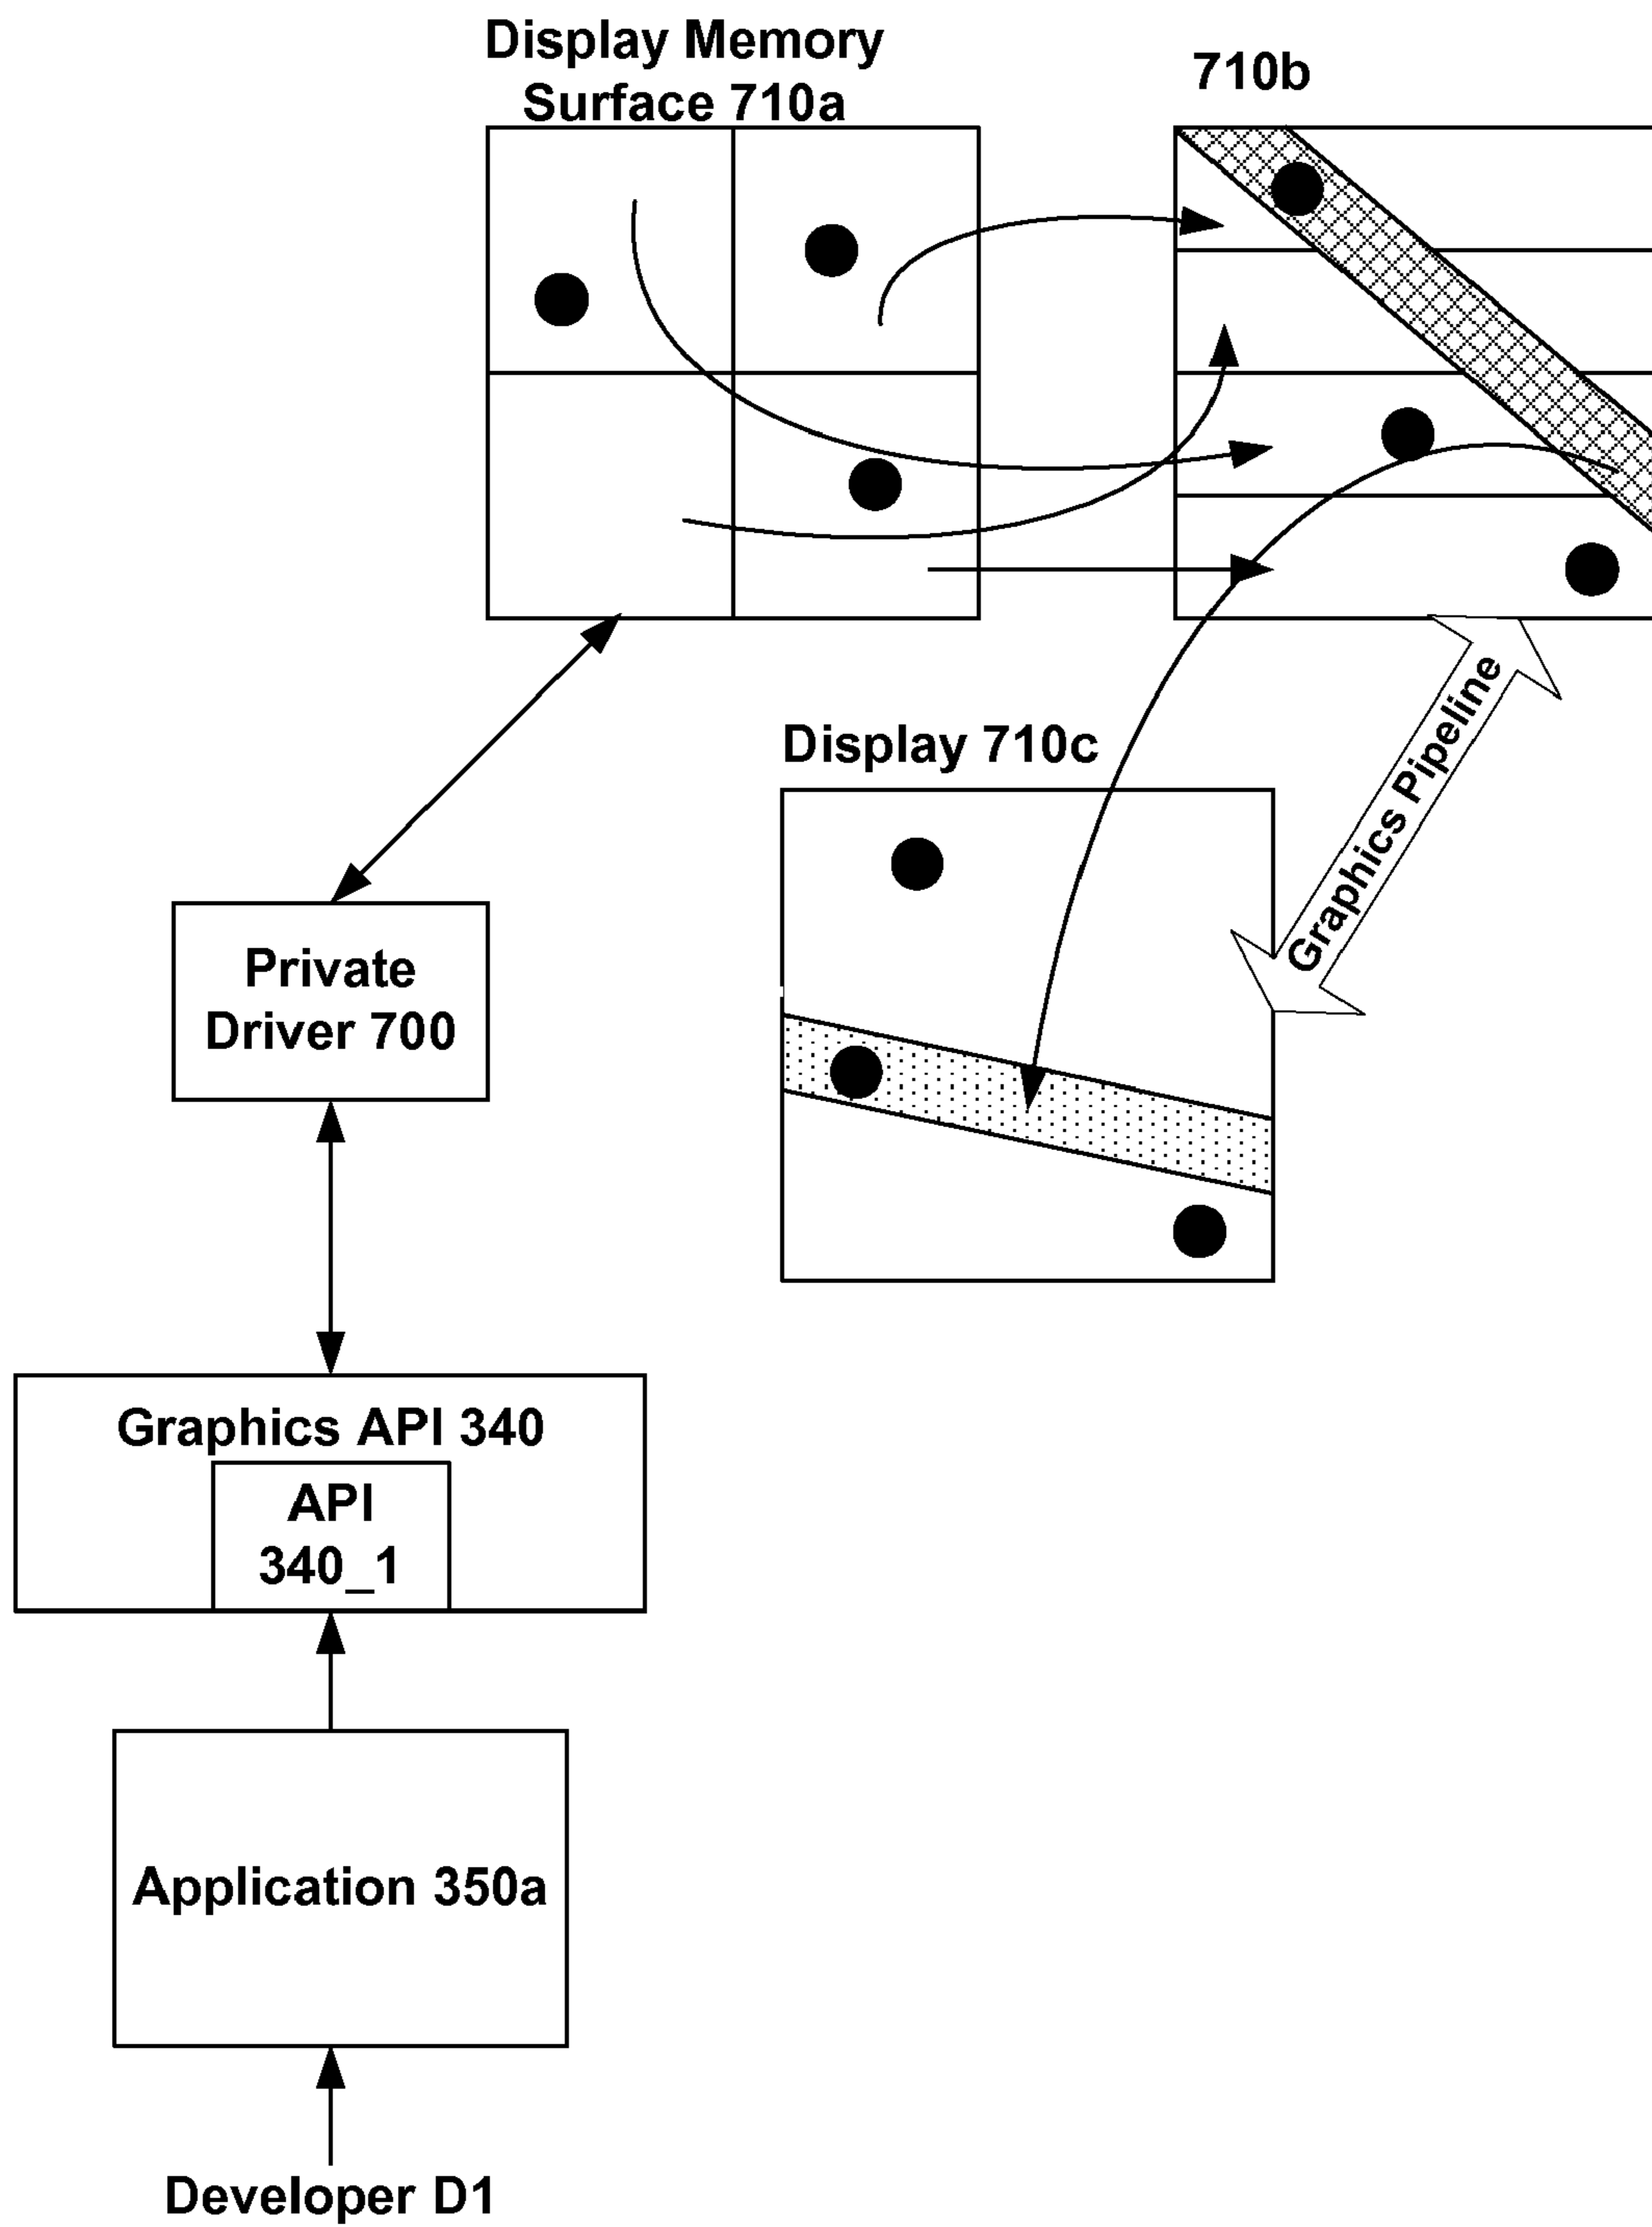 Display Memory
Surface 710a
710b
Display 710c
Graphics Pipeline
Private
Driver 700
Graphics API 340
API
340_1
Application 350a
Developer D1